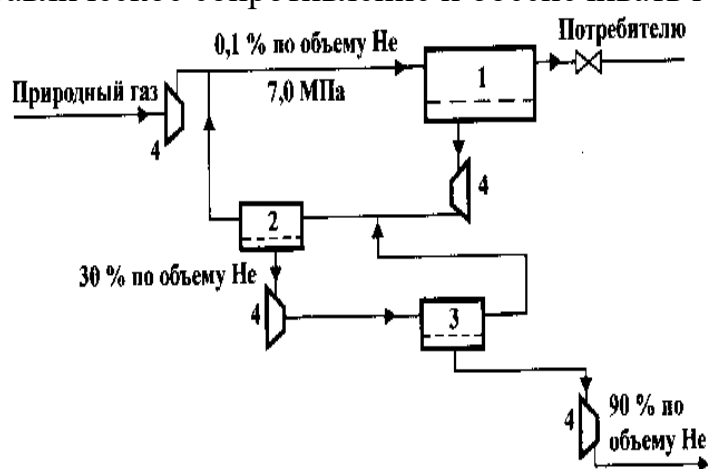 0,1 % по объему Не
Потребителю
Природный газ
7,0 МПа
1
4
4
2
30 % по объему Не
4
3
4
90 % по
объему Не